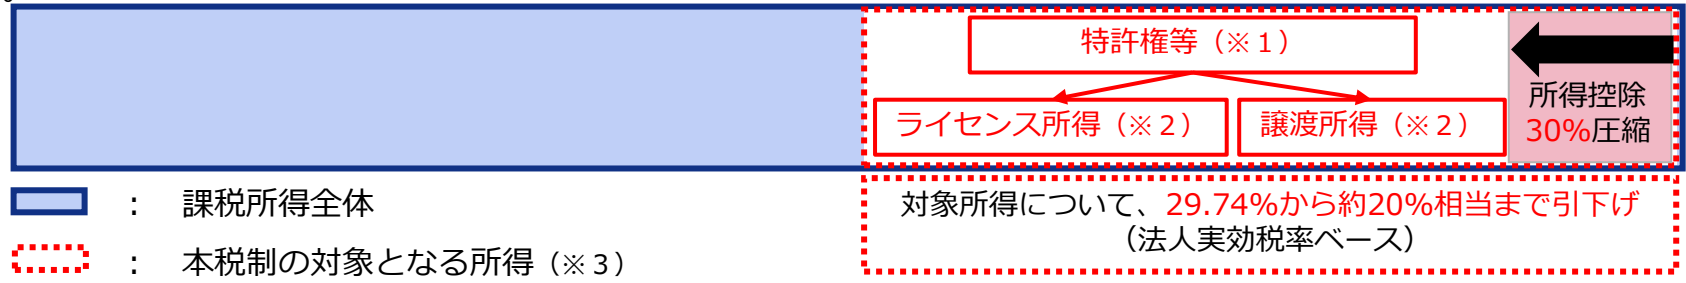 特許権等（※１）
ライセンス所得（※２）
譲渡所得（※２）
所得控除
30%圧縮
： 課税所得全体
： 本税制の対象となる所得（※３）
対象所得について、29.74%から約20%相当まで引下げ
（法人実効税率ベース）